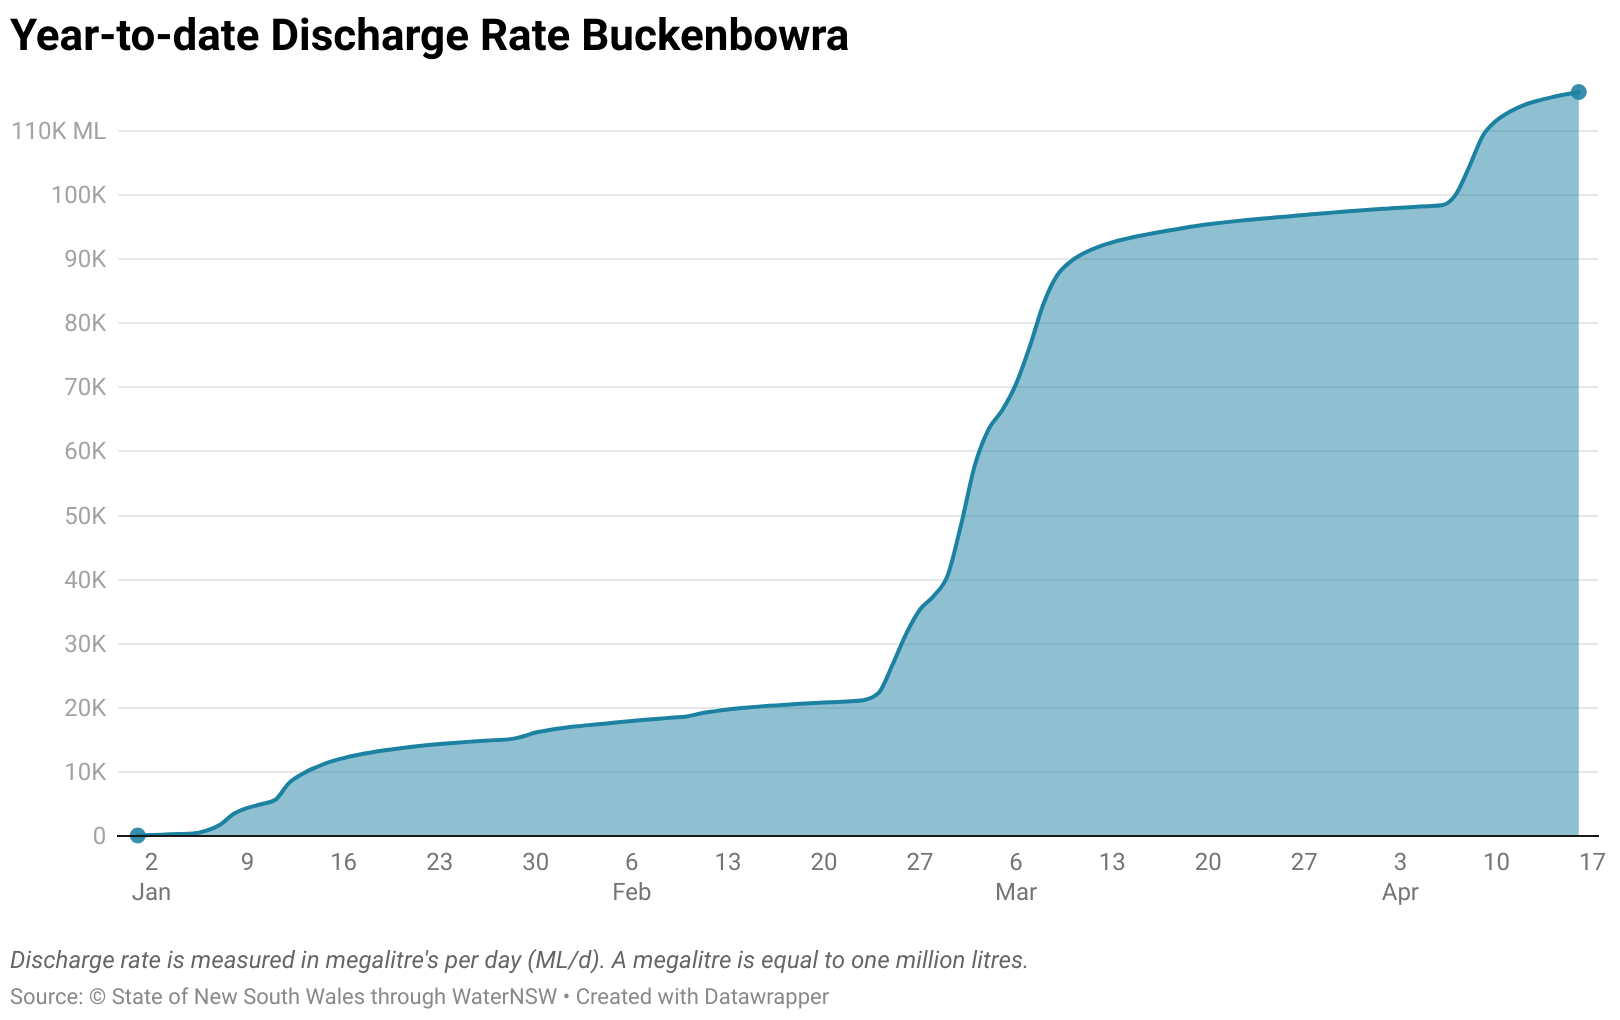 Year-to-date Discharge Rate Buckenbowra
110K ML
100K
90K
80K
70K
60K
50K
40K
30K
20K
10K
0
2 9 16 23 30 6 13 20 27 6 13 20 27 3 10 17
Jan Feb Mar Apr
Discharge rate is measured in megalitre's per day (ML/d). A megalitre is equal to one million litres.
Source: © State of New South Wales through WaterNSW • Created with Datawrapper